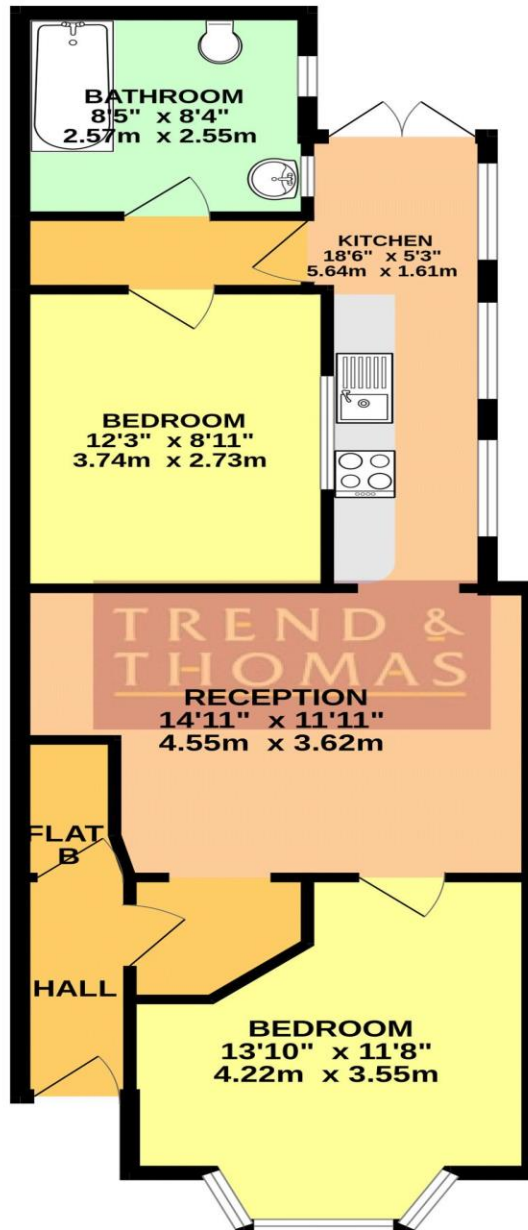 BATHROOM
8'5" x 8'4"
2.57m x 2.55m
KITCHEN
18'6" x 5'3"
5.64m x 1.61m
BEDROOM
12'3" x 8'11"
3.74m x 2.73m
TREND &
THOMAS
RECEPTION
14'11" x 11'11"
4.55m x 3.62m
FLAT
B
HALL
BEDROOM
13'10" x 11'8"
4.22m x 3.55m